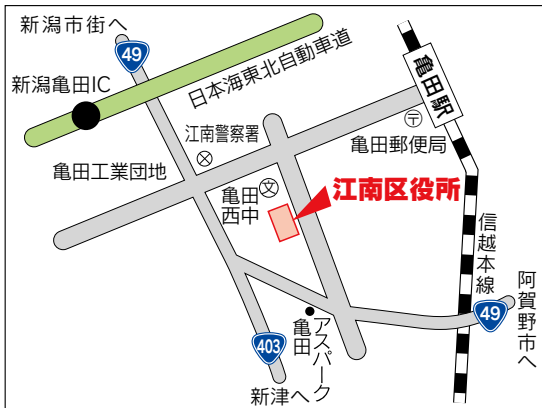 新潟市街へ
49
新潟亀田IC
日本海東北自動車道
亀田駅
〒
江南警察署
亀田郵便局
亀田工業団地
文
亀田
西中
江南区役所
信越本線
阿賀野市へ
49
亀田
アスパーク
403
新津へ